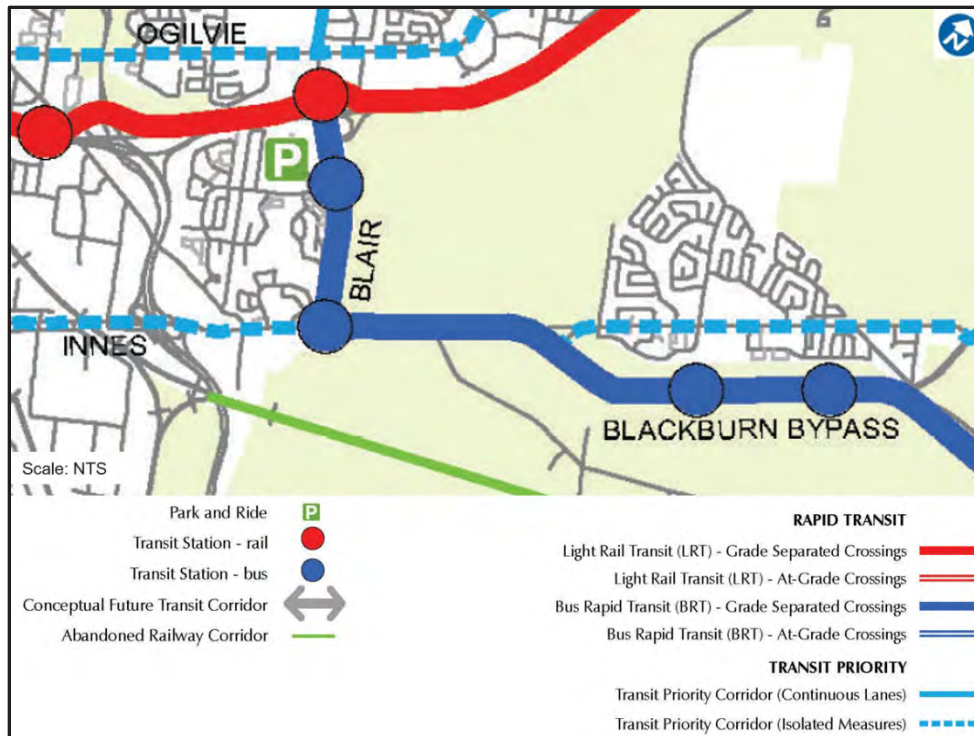 OGILVIE
P
BLAIR
INNES
BLACKBURN BYPASS
Scale: NTS
Park and Ride P
Transit Station - rail
Transit Station - bus
Conceptual Future Transit Corridor
Abandoned Railway Corridor
RAPID TRANSIT
Light Rail Transit (LRT) - Grade Separated Crossings
Light Rail Transit (LRT) - At-Grade Crossings
Bus Rapid Transit (BRT) - Grade Separated Crossings
Bus Rapid Transit (BRT) - At-Grade Crossings
TRANSIT PRIORITY
Transit Priority Corridor (Continuous Lanes)
Transit Priority Corridor (Isolated Measures)